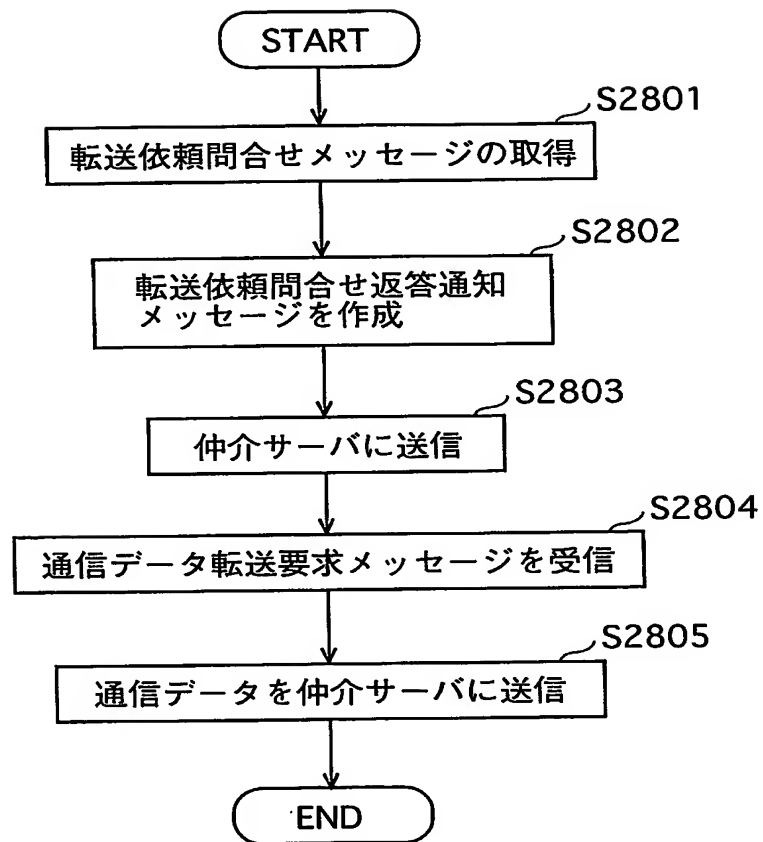 START
S2801
転送依頼問合せメッセージの取得
S2802
転送依頼問合せ返答通知
メッセージを作成
S2803
仲介サーバに送信
S2804
通信データ転送要求メッセージを受信
S2805
通信データを仲介サーバに送信
END